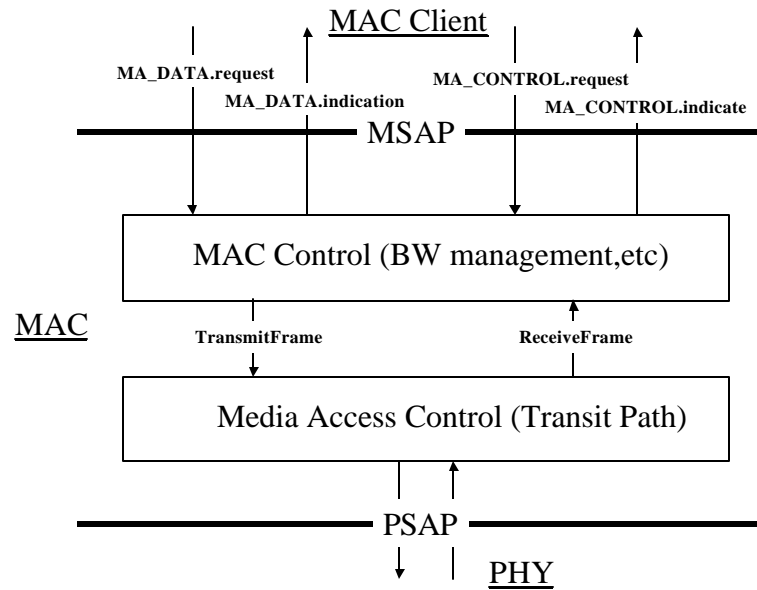 MAC Client
MA_DATA.request
MA_CONTROL.request
MA_DATA.indication
MA_CONTROL.indicate
MSAP
MAC Control (BW management,etc)
MAC
TransmitFrame
ReceiveFrame
Media Access Control (Transit Path)
PSAP
PHY